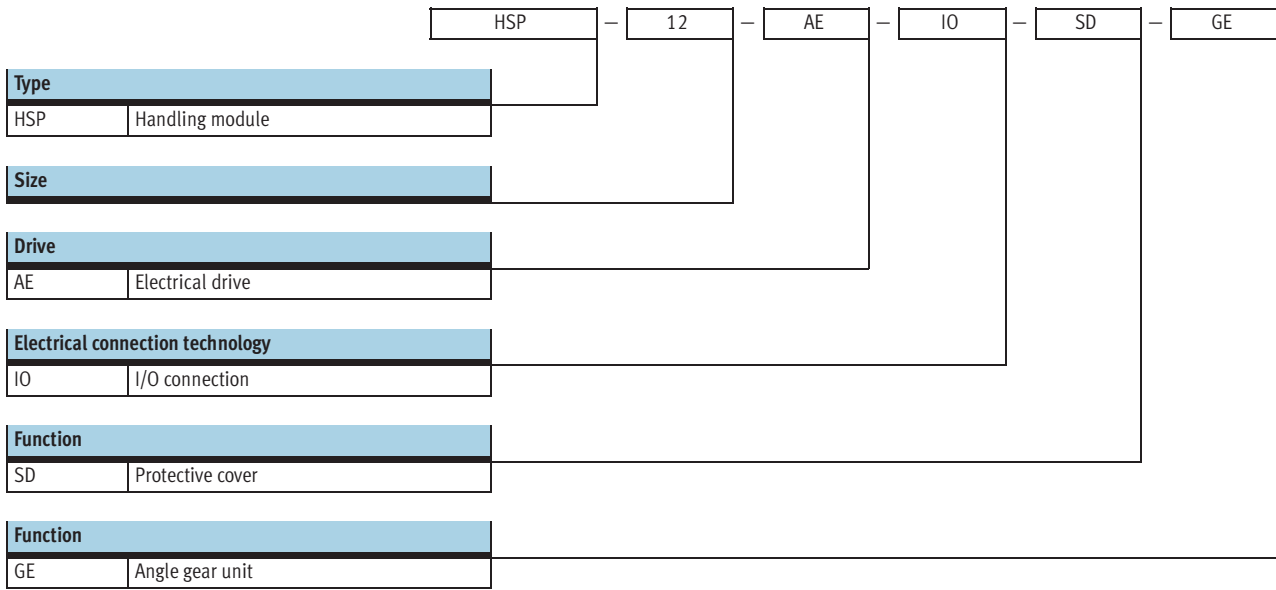 HSP – 12 – AE – IO – SD – GE
Type
HSP Handling module
Size
Drive
AE Electrical drive
Electrical connection technology
IO I/O connection
Function
SD Protective cover
Function
GE Angle gear unit